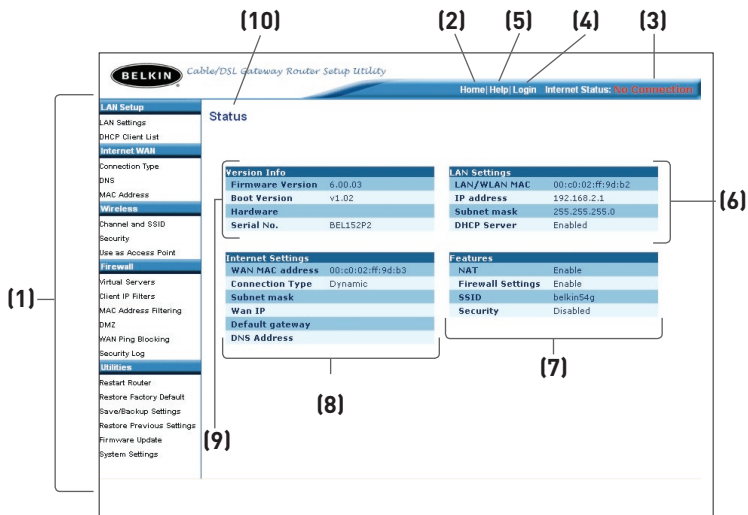 (10) (2) (5) (4) (3)
BELKIN Cable/DSL Gateway Router Setup Utility
Home| Help| Login Internet Status: No Connection
LAN Setup
LAN Settings
DHCP Client List
Internet WAN
Connection Type
DNS
MAC Address
Wireless
Channel and SSID
Security
Use as Access Point
Firewall
Virtual Servers
Client IP Filters
MAC Address Filtering
DMZ
WAN Ping Blocking
Security Log
Utilities
Restart Router
Restore Factory Default
Save/Backup Settings
Restore Previous Settings
Firmware Update
System Settings
(1)
Status
Version Info
Firmware Version 6.00.03
Boot Version v1.02
Hardware
Serial No. BEL152P2
(9)
LAN Settings
LAN/WLAN MAC 00:c0:02:ff:9d:b2
IP address 192.168.2.1
Subnet mask 255.255.255.0
DHCP Server Enabled
(6)
Internet Settings
WAN MAC address 00:c0:02:ff:9d:b3
Connection Type Dynamic
Subnet mask
Wan IP
Default gateway
DNS Address
(8)
Features
NAT Enable
Firewall Settings Enable
SSID belkin54g
Security Disabled
(7)